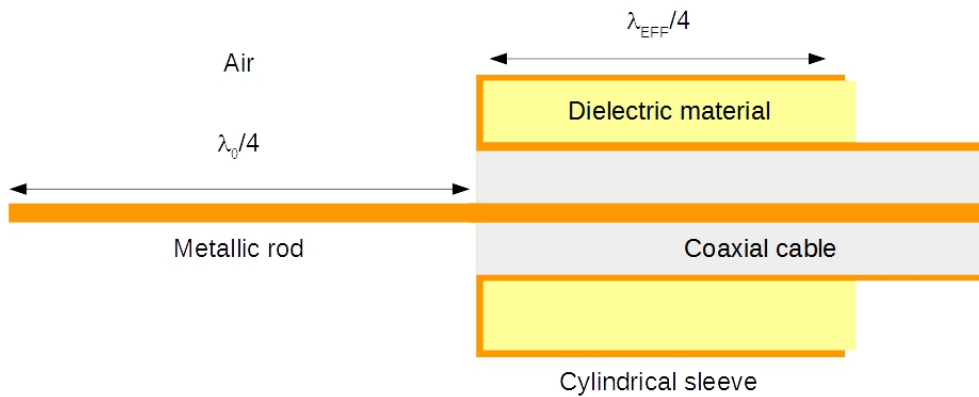 λEFF/4
Air
Dielectric material
λ0/4
Metallic rod
Coaxial cable
Cylindrical sleeve